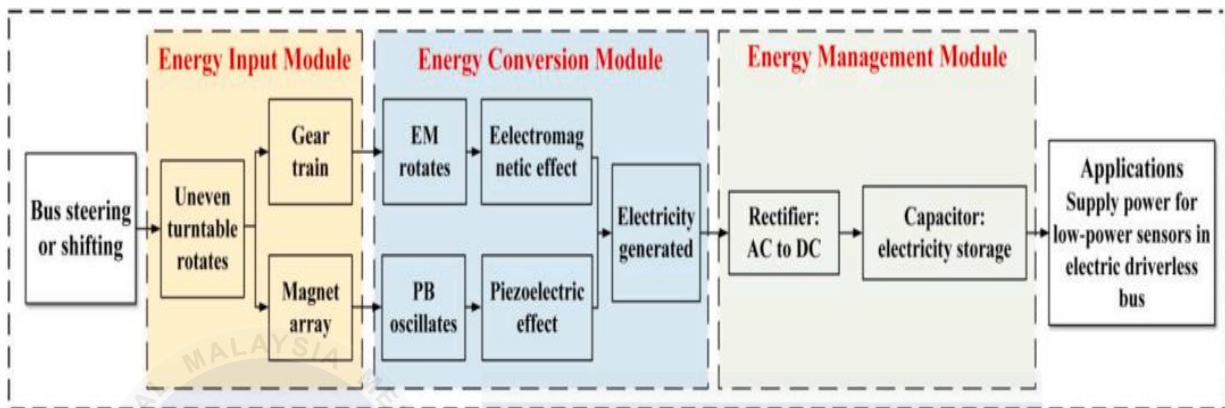 Energy Input Module
Energy Conversion Module
Energy Management Module
Bus steering
or shifting
Uneven
turntable
rotates
Gear
train
Magnet
array
EM
rotates
Eelectromag
netic effect
PB
oscillates
Piezoelectric
effect
Electricity
generated
Rectifier:
AC to DC
Capacitor:
electricity storage
Applications
Supply power for
low-power sensors in
electric driverless
bus
MALAYSIA